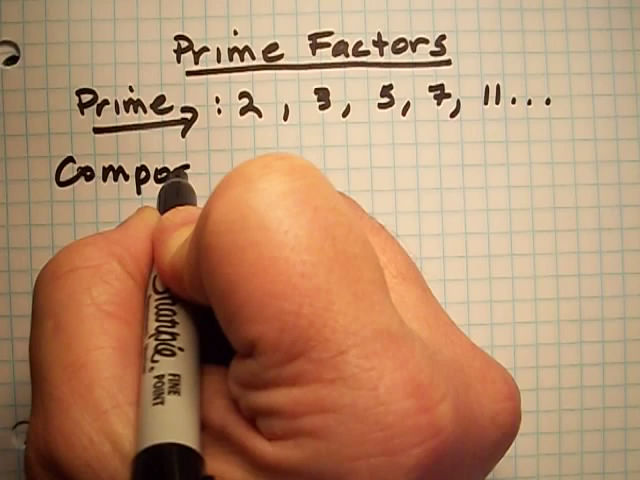 Prime Factors
Prime : 2 , 3 , 5 , 7 , 11 ...
Compos
Sharpie.
FINE
POINT